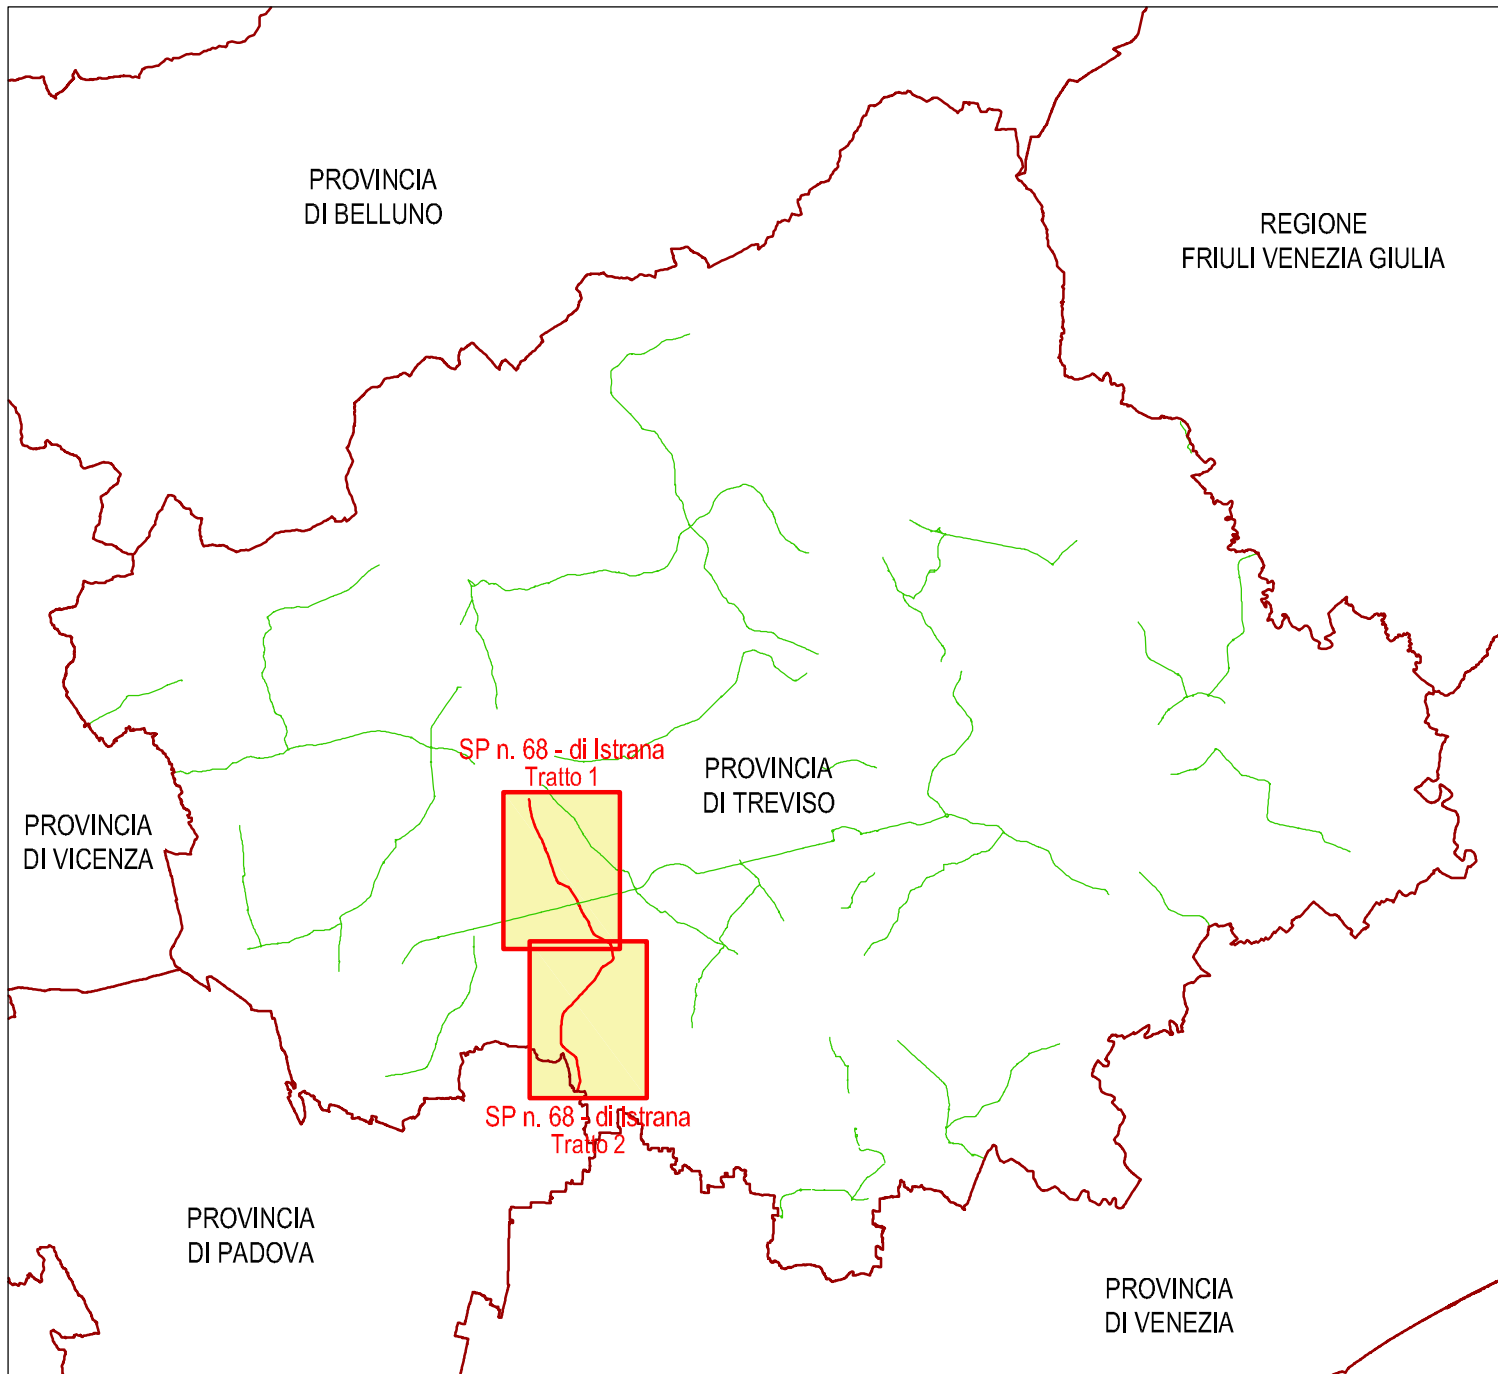 PROVINCIA
DI BELLUNO
REGIONE
FRIULI VENEZIA GIULIA
SP n. 68 - di Istrana
Tratto 1
PROVINCIA
DI TREVISO
PROVINCIA
DI VICENZA
SP n. 68 - di Istrana
Tratto 2
PROVINCIA
DI PADOVA
PROVINCIA
DI VENEZIA